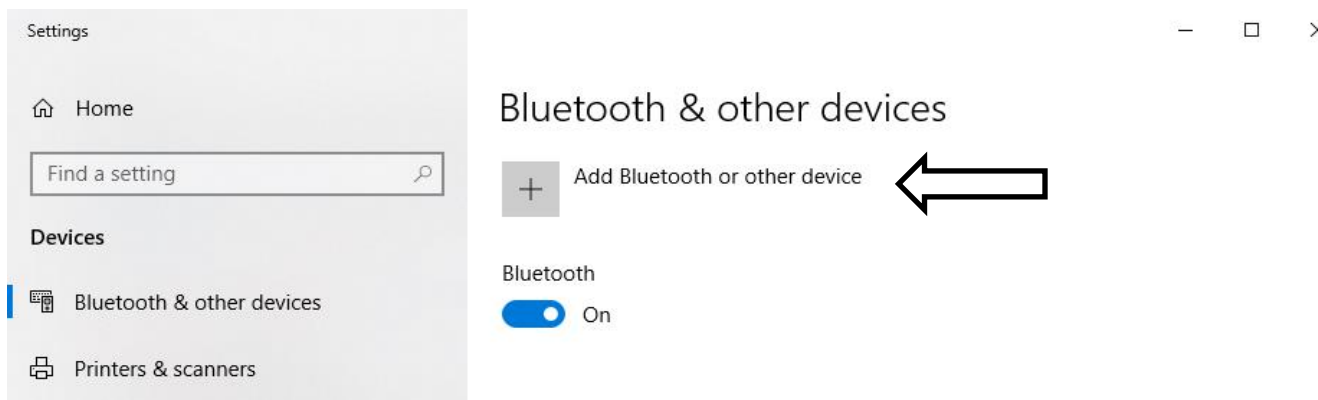 Settings
Home
Find a setting
Devices
Bluetooth & other devices
Printers & scanners
Bluetooth & other devices
Add Bluetooth or other device
Bluetooth
On